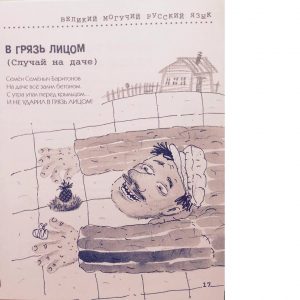 ВЕЛИКИЙ МОГУЧИЙ РУССКИЙ ЯЗЫК
В ГРЯЗЬ ЛИЦОМ
(Случай на даче)
Семён Семёныч Баритонов
На даче всё залил бетоном.
С утра упал перед крыльцом...
И НЕ УДАРИЛ В ГРЯЗЬ ЛИЦОМ!
27